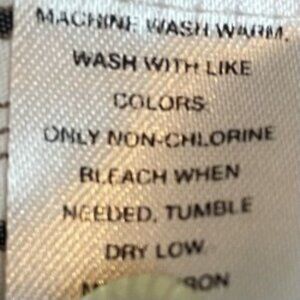 MACHINE WASH WARM.
WASH WITH LIKE
COLORS
ONLY NON-CHLORINE
BLEACH WHEN
NEEDED. TUMBLE
DRY LOW